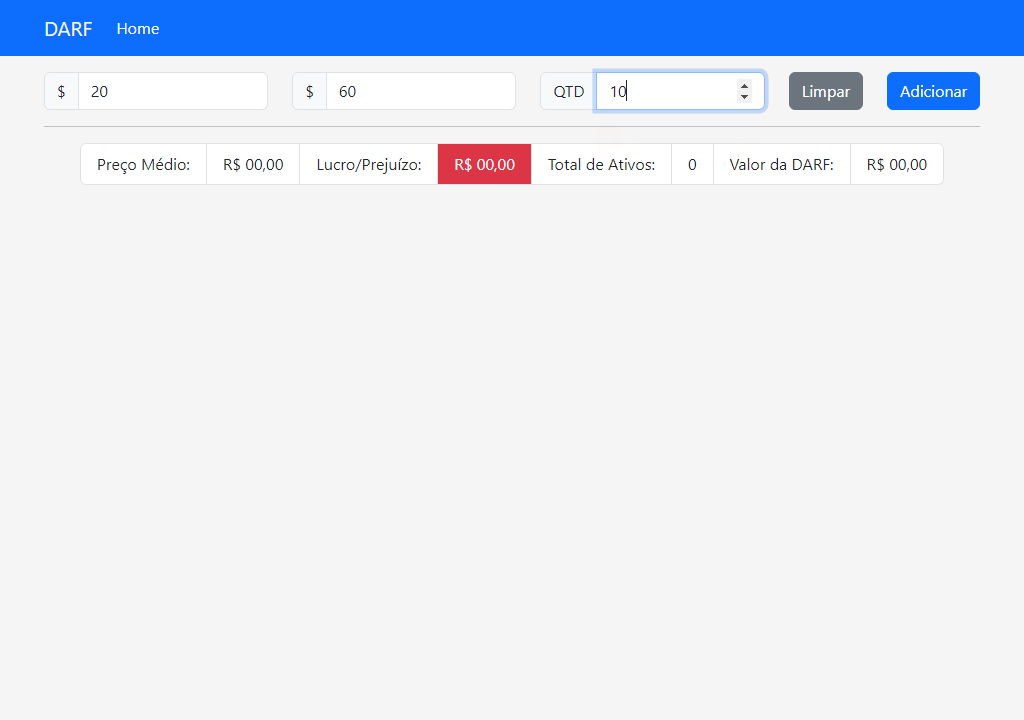 DARF Home
$ 20 $ 60 QTD 10 Limpar Adicionar
Preço Médio: R$ 00,00 Lucro/Prejuízo: R$ 00,00 Total de Ativos: 0 Valor da DARF: R$ 00,00